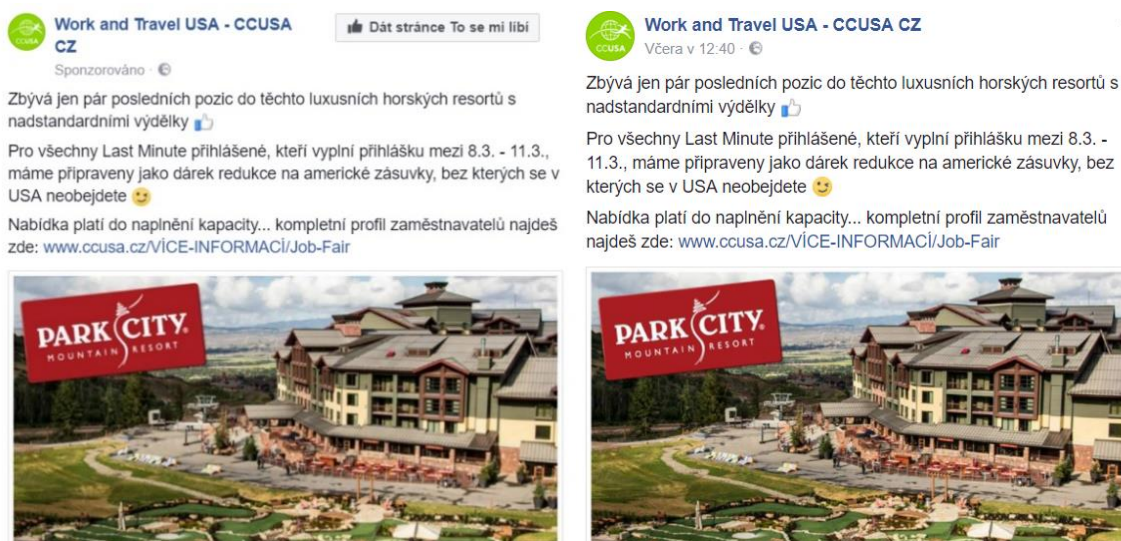 Work and Travel USA - CCUSA
CZ
Dát stránce To se mi líbí
CCUSA
Sponzorováno ·
Zbývá jen pár posledních pozic do těchto luxusních horských resortů s
nadstandardními výdělky
Pro všechny Last Minute přihlášené, kteří vyplní přihlášku mezi 8.3. - 11.3.,
máme připraveny jako dárek redukce na americké zásuvky, bez kterých se v
USA neobejdete
Nabídka platí do naplnění kapacity... kompletní profil zaměstnavatelů najdeš
zde: www.ccusa.cz/VÍCE-INFORMACÍ/Job-Fair
PARK CITY
MOUNTAIN RESORT
Work and Travel USA - CCUSA CZ
CCUSA
Včera v 12:40 ·
Zbývá jen pár posledních pozic do těchto luxusních horských resortů s
nadstandardními výdělky
Pro všechny Last Minute přihlášené, kteří vyplní přihlášku mezi 8.3. -
11.3., máme připraveny jako dárek redukce na americké zásuvky, bez
kterých se v USA neobejdete
Nabídka platí do naplnění kapacity... kompletní profil zaměstnavatelů
najdeš zde: www.ccusa.cz/VÍCE-INFORMACÍ/Job-Fair
PARK CITY
MOUNTAIN RESORT